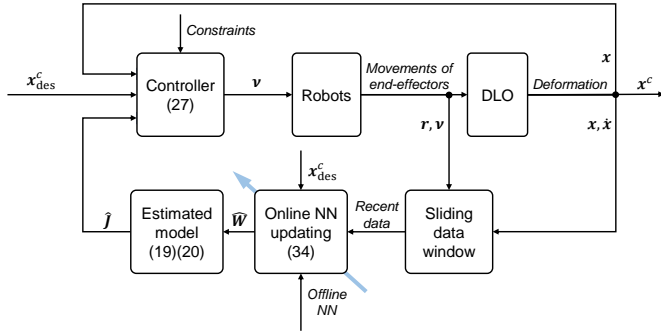 Constraints
x
x^c_des
Controller
(27)
ν
Robots
Movements of
end-effectors
DLO
Deformation
x^c
r, ν
x, ẋ
x^c_des
Ĵ
Estimated
model
(19)(20)
Ŵ
Online NN
updating
(34)
Recent
data
Sliding
data
window
Offline
NN